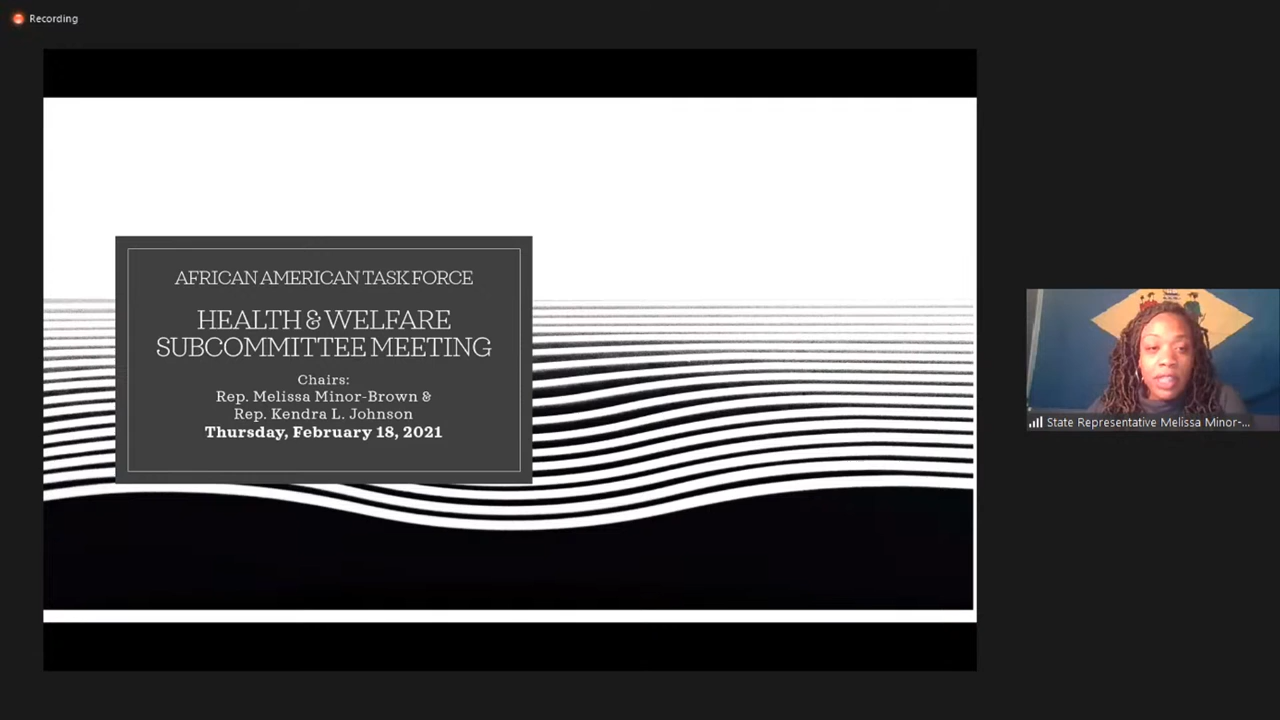 Recording
AFRICAN AMERICAN TASK FORCE
HEALTH & WELFARE
SUBCOMMITTEE MEETING
Chairs:
Rep. Melissa Minor-Brown &
Rep. Kendra L. Johnson
Thursday, February 18, 2021
State Representative Melissa Minor-...